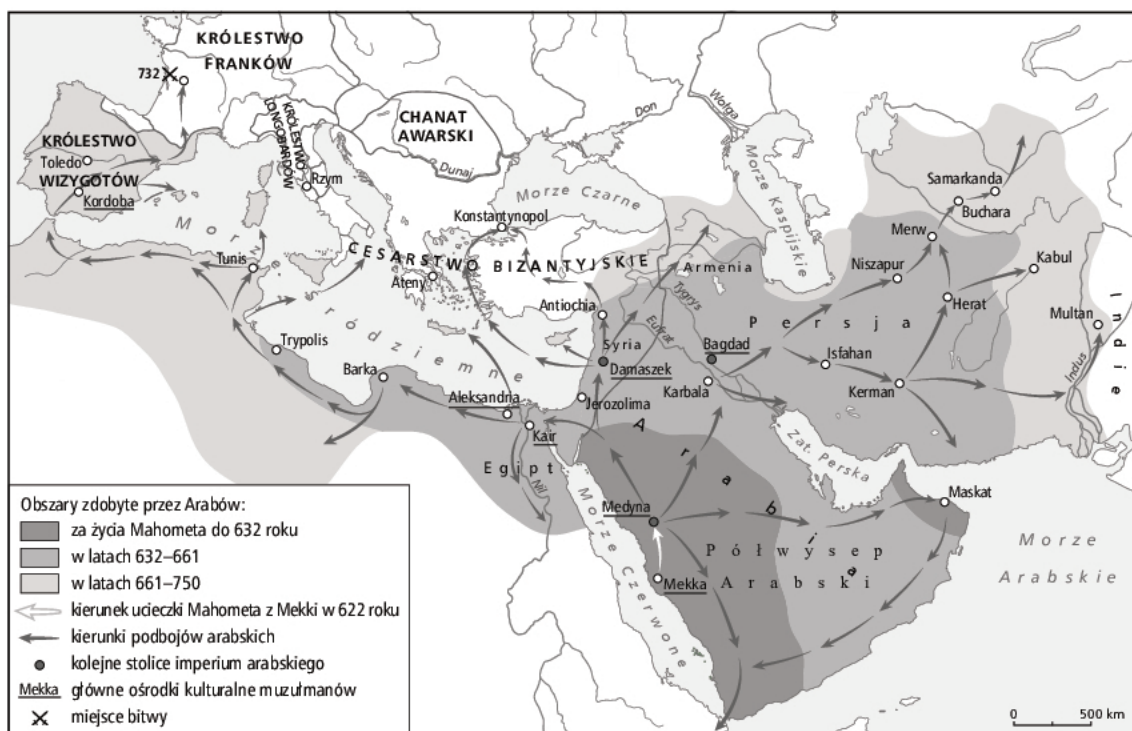 KRÓLESTWO
FRANKÓW
732
KRÓLESTWO
LONGOBARDÓW
CHANAT
AWARSKI
Dunaj
Don
Wołga
KRÓLESTWO
Toledo
WIZYGOTÓW
Kordoba
Rzym
Morze Czarne
Morze Kaspijskie
Konstantynopol
Samarkanda
Buchara
Merw
Morze
Śródziemne
CESARSTWO BIZANTYJSKIE
Tunis
Ateny
Armenia
Niszapur
Kabul
Antiochia
Tygrys
Herat
Indie
Trypolis
Syria
Eufrat
Persja
Multan
Bagdad
Damaszek
Isfahan
Indus
Barka
Karbala
Kerman
Aleksandria
Jerozolima
Kair
Arabia
Zat. Perska
Egipt
Nil
Maskat
Medyna
Półwysep
Arabski
Morze
Arabskie
Mekka
Morze Czerwone
Obszary zdobyte przez Arabów:
za życia Mahometa do 632 roku
w latach 632–661
w latach 661–750
kierunek ucieczki Mahometa z Mekki w 622 roku
kierunki podbojów arabskich
kolejne stolice imperium arabskiego
Mekka główne ośrodki kulturalne muzułmanów
miejsce bitwy
0 500 km